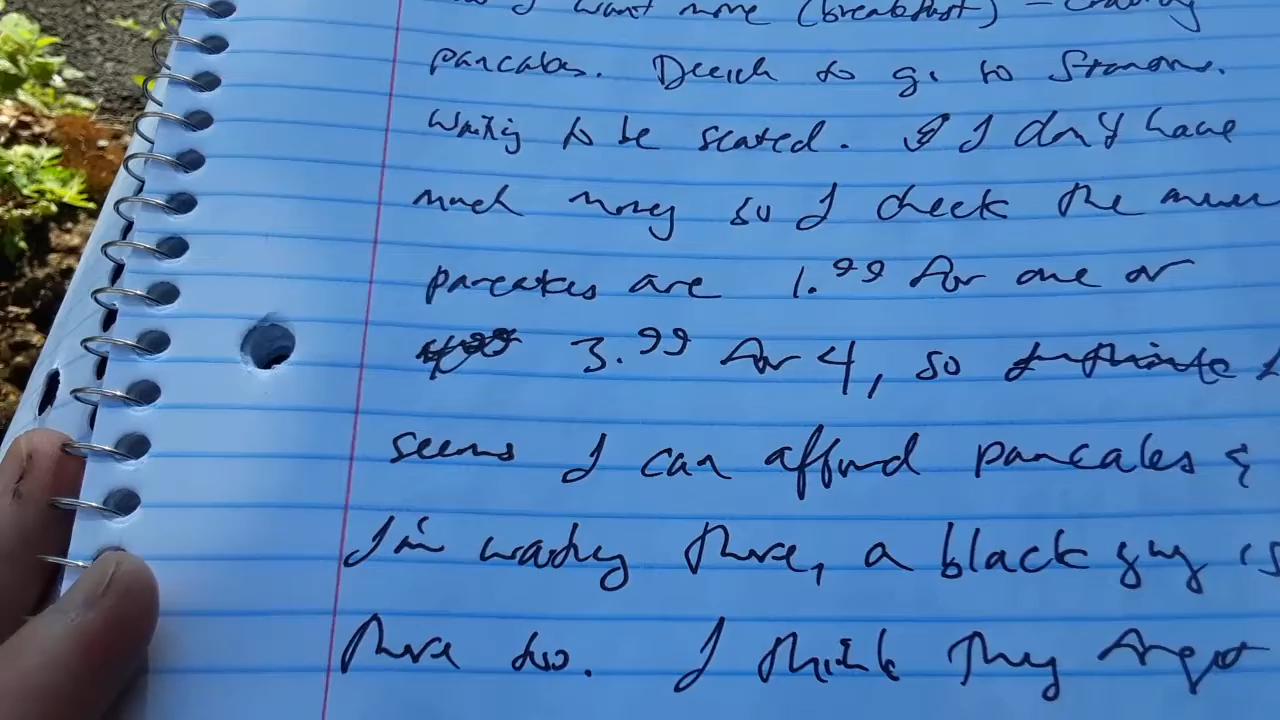 I want more (breakfast) – craving
pancakes. Decide to go to
waiting to be seated. I don't have
much money so I check the menu
pancakes are 1.99 for one or
3.99 for 4, so
seems I can afford pancakes &
I'm waiting there, a black guy is
there too. I think they forgot